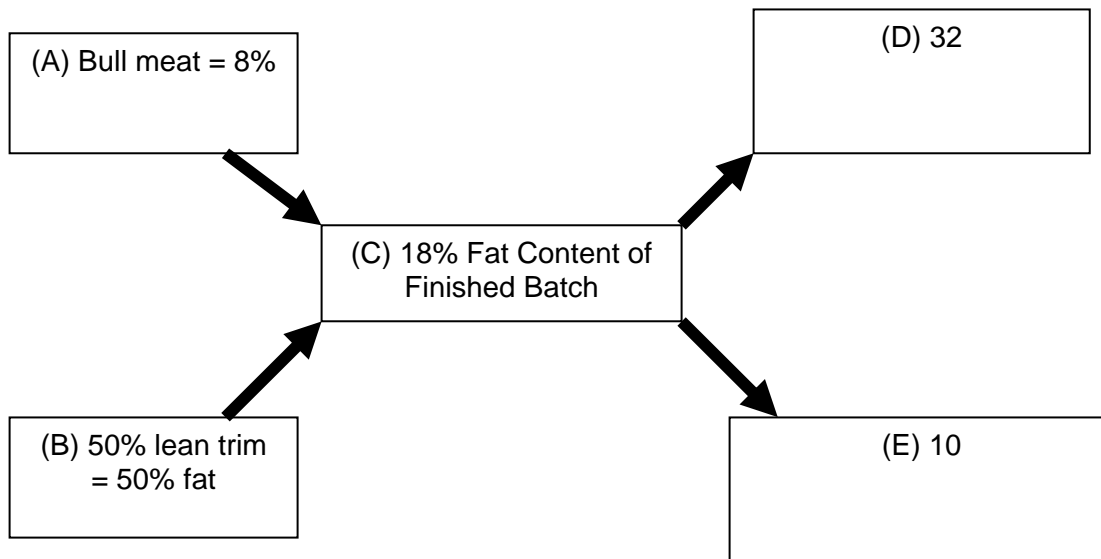 (A) Bull meat = 8%
(D) 32
(C) 18% Fat Content of
Finished Batch
(B) 50% lean trim
= 50% fat
(E) 10